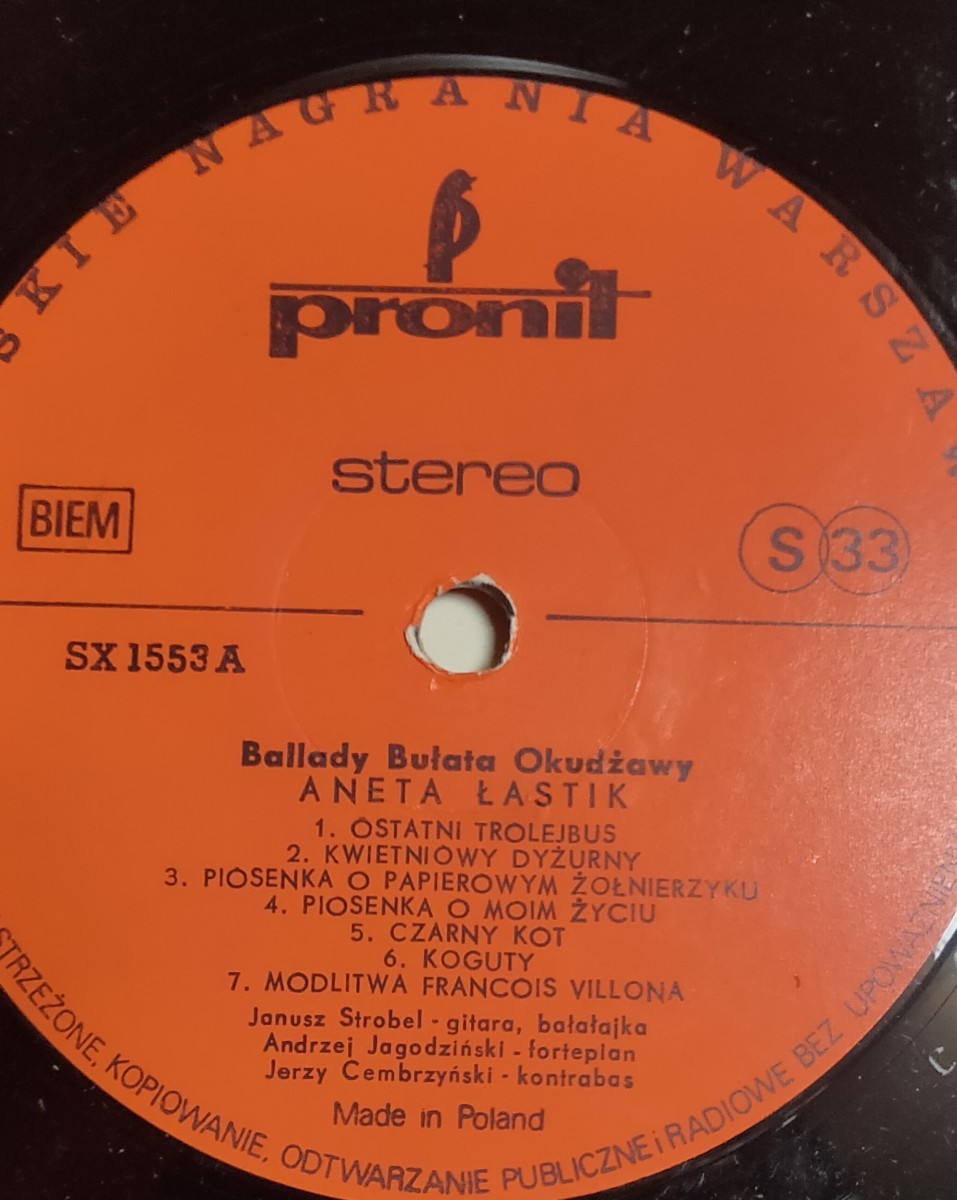 SKIE NAGRANIA WARSZAW
pronit
stereo
BIEM
S 33
SX 1553 A
Ballady Bułata Okudżawy
ANETA ŁASTIK
1. OSTATNI TROLEJBUS
2. KWIETNIOWY DYŻURNY
3. PIOSENKA O PAPIEROWYM ŻOŁNIERZYKU
4. PIOSENKA O MOIM ŻYCIU
5. CZARNY KOT
6. KOGUTY
7. MODLITWA FRANCOIS VILLONA
Janusz Strobel - gitara, bałałajka
Andrzej Jagodziński - fortepian
Jerzy Cembrzyński - kontrabas
Made in Poland
STRZEŻONE, KOPIOWANIE, ODTWARZANIE PUBLICZNE i RADIOWE BEZ UPOWAŻNIEN